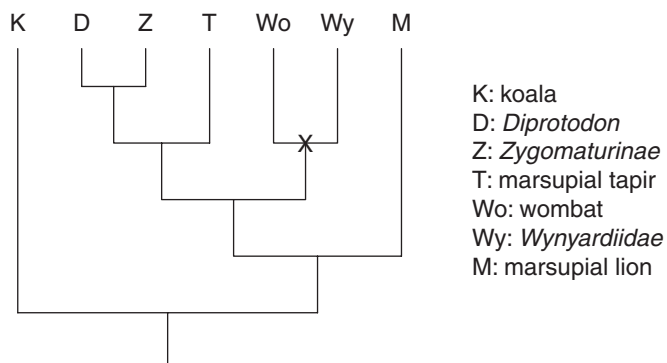 K D Z T Wo Wy M
X
K: koala
D: Diprotodon
Z: Zygomaturinae
T: marsupial tapir
Wo: wombat
Wy: Wynyardiidae
M: marsupial lion